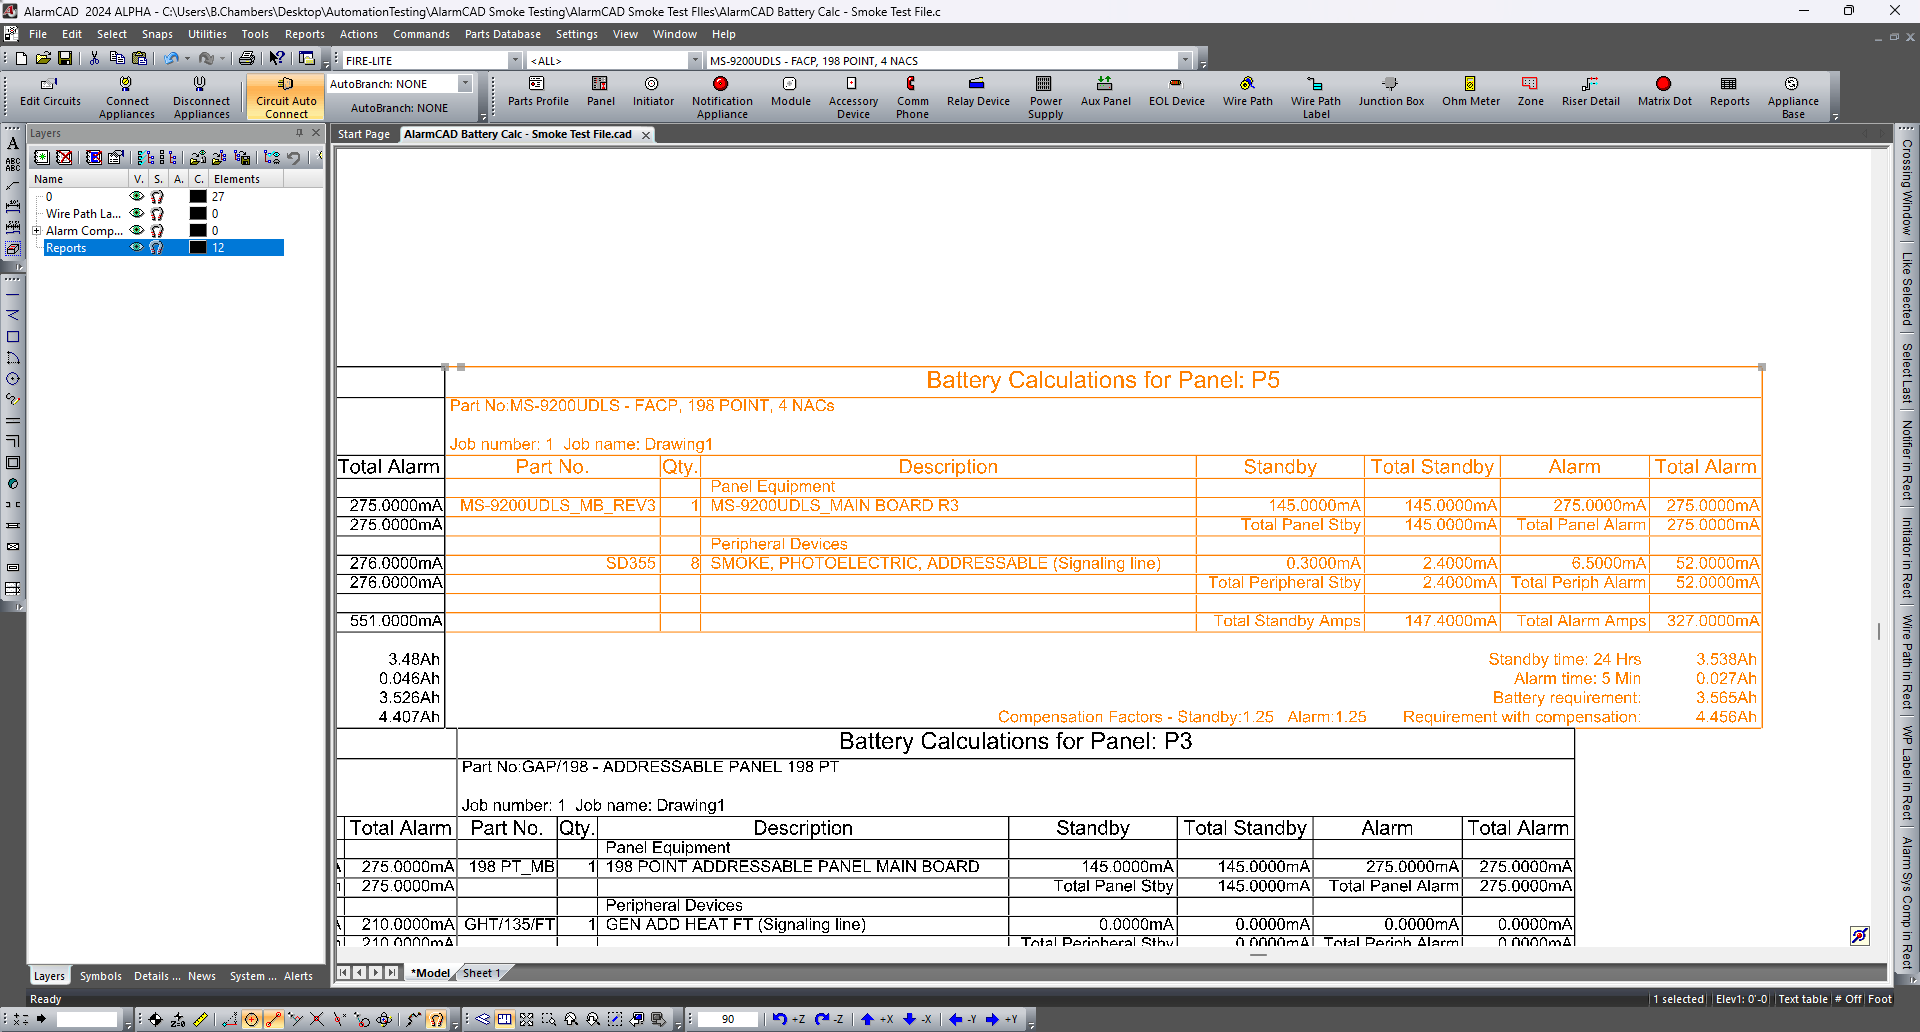 AlarmCAD 2024 ALPHA - C:\Users\B.Chambers\Desktop\AutomationTesting\AlarmCAD Smoke Testing\AlarmCAD Smoke Test FIles\AlarmCAD Battery Calc - Smoke Test File.c
File Edit Select Snaps Utilities Tools Reports Actions Commands Parts Database Settings View Window Help
FIRE-LITE <ALL> MS-9200UDLS - FACP, 198 POINT, 4 NACS
Edit Circuits
Connect Appliances
Disconnect Appliances
Circuit Auto Connect
AutoBranch: NONE
AutoBranch: NONE
Parts Profile
Panel
Initiator
Notification Appliance
Module
Accessory Device
Comm Phone
Relay Device
Power Supply
Aux Panel
EOL Device
Wire Path
Wire Path Label
Junction Box
Ohm Meter
Zone
Riser Detail
Matrix Dot
Reports
Appliance Base
Layers
Start Page
AlarmCAD Battery Calc - Smoke Test File.cad
Name V. S. A. C. Elements
0 27
Wire Path La... 0
Alarm Comp... 0
Reports 12
Battery Calculations for Panel: P5
Part No:MS-9200UDLS - FACP, 198 POINT, 4 NACs
Job number: 1 Job name: Drawing1
Total Alarm Part No. Qty. Description Standby Total Standby Alarm Total Alarm
Panel Equipment
275.0000mA MS-9200UDLS_MB_REV3 1 MS-9200UDLS_MAIN BOARD R3 145.0000mA 145.0000mA 275.0000mA 275.0000mA
275.0000mA Total Panel Stby 145.0000mA Total Panel Alarm 275.0000mA
Peripheral Devices
276.0000mA SD355 8 SMOKE, PHOTOELECTRIC, ADDRESSABLE (Signaling line) 0.3000mA 2.4000mA 6.5000mA 52.0000mA
276.0000mA Total Peripheral Stby 2.4000mA Total Periph Alarm 52.0000mA
551.0000mA Total Standby Amps 147.4000mA Total Alarm Amps 327.0000mA
3.48Ah Standby time: 24 Hrs 3.538Ah
0.046Ah Alarm time: 5 Min 0.027Ah
3.526Ah Battery requirement: 3.565Ah
4.407Ah Compensation Factors - Standby:1.25 Alarm:1.25 Requirement with compensation: 4.456Ah
Battery Calculations for Panel: P3
Part No:GAP/198 - ADDRESSABLE PANEL 198 PT
Job number: 1 Job name: Drawing1
Total Alarm Part No. Qty. Description Standby Total Standby Alarm Total Alarm
Panel Equipment
275.0000mA 198 PT_MB 1 198 POINT ADDRESSABLE PANEL MAIN BOARD 145.0000mA 145.0000mA 275.0000mA 275.0000mA
275.0000mA Total Panel Stby 145.0000mA Total Panel Alarm 275.0000mA
Peripheral Devices
210.0000mA GHT/135/FT 1 GEN ADD HEAT FT (Signaling line) 0.0000mA 0.0000mA 0.0000mA 0.0000mA
210.0000mA Total Peripheral Stby 0.0000mA Total Periph Alarm 0.0000mA
Crossing Window
Like Selected
Select Last
Notifier in Rect
Initiator in Rect
Wire Path in Rect
WP Label in Rect
Alarm Sys Comp in Rect
Layers Symbols Details ... News System ... Alerts
*Model Sheet 1
Ready 1 selected Elev1: 0'-0 Text table # Off Foot
90 +Z -Z +X -X -Y +Y